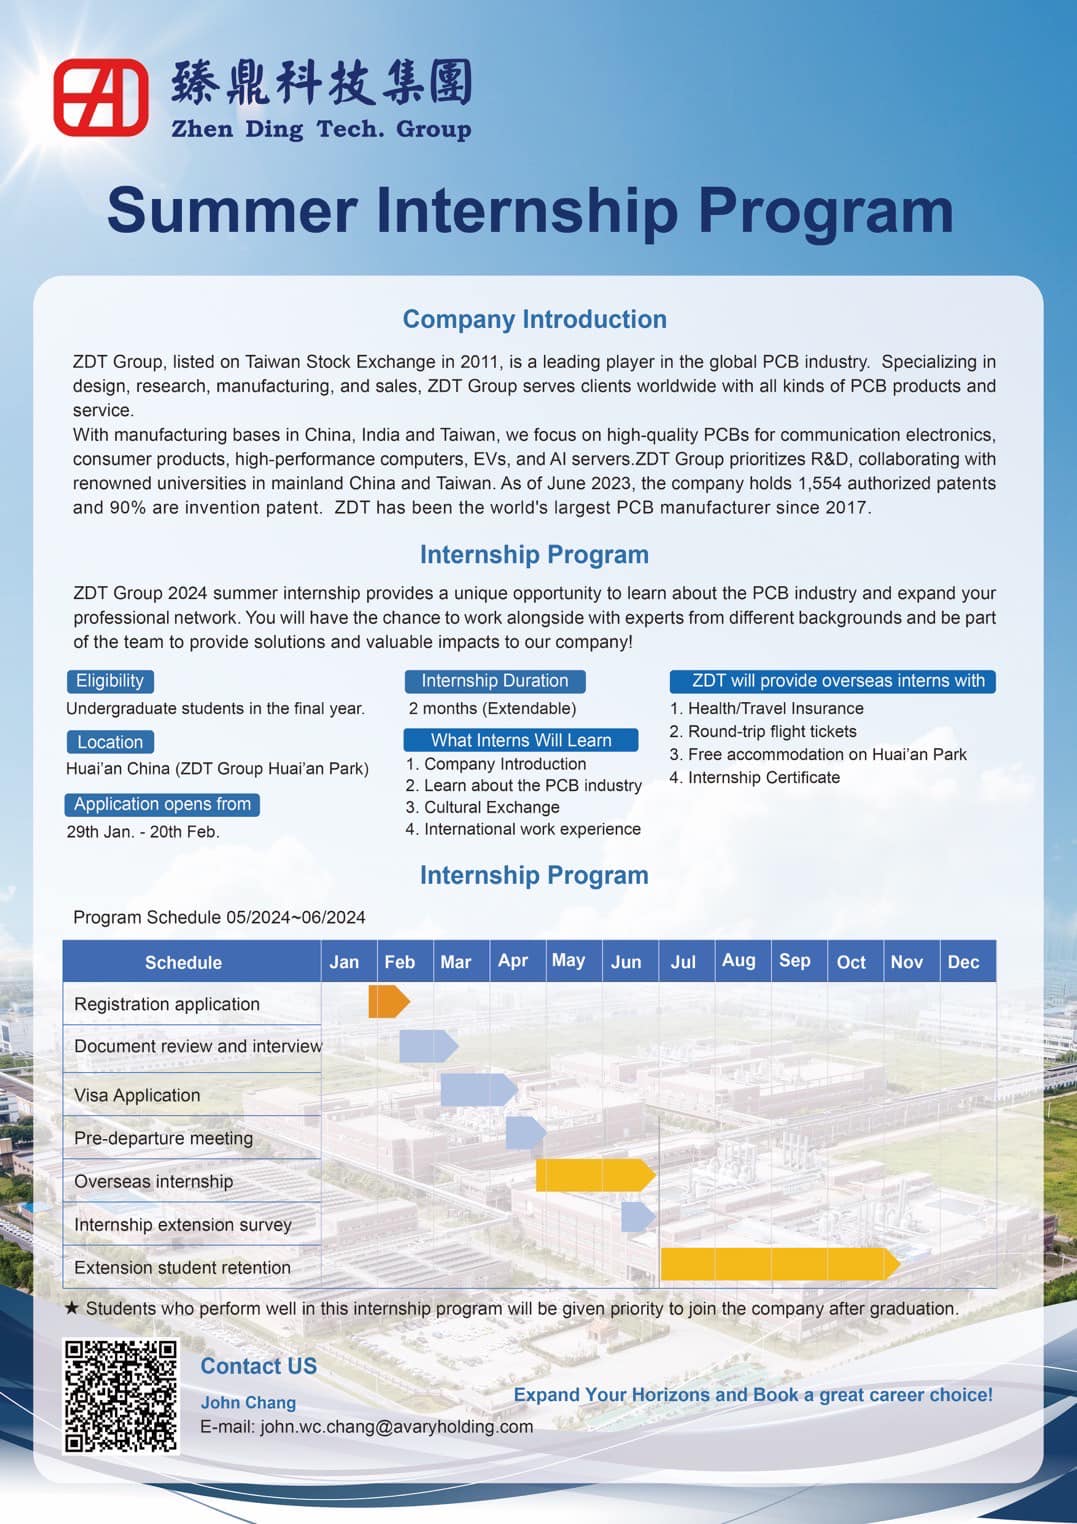 臻鼎科技集團
Zhen Ding Tech. Group
Summer Internship Program
Company Introduction
ZDT Group, listed on Taiwan Stock Exchange in 2011, is a leading player in the global PCB industry.  Specializing in
design, research, manufacturing, and sales, ZDT Group serves clients worldwide with all kinds of PCB products and
service.
With manufacturing bases in China, India and Taiwan, we focus on high-quality PCBs for communication electronics,
consumer products, high-performance computers, EVs, and AI servers.ZDT Group prioritizes R&D, collaborating with
renowned universities in mainland China and Taiwan. As of June 2023, the company holds 1,554 authorized patents
and 90% are invention patent.  ZDT has been the world's largest PCB manufacturer since 2017.
Internship Program
ZDT Group 2024 summer internship provides a unique opportunity to learn about the PCB industry and expand your
professional network. You will have the chance to work alongside with experts from different backgrounds and be part
of the team to provide solutions and valuable impacts to our company!
Eligibility
Undergraduate students in the final year.
Location
Huai'an China (ZDT Group Huai'an Park)
Application opens from
29th Jan. - 20th Feb.
Internship Duration
2 months (Extendable)
What Interns Will Learn
1. Company Introduction
2. Learn about the PCB industry
3. Cultural Exchange
4. International work experience
ZDT will provide overseas interns with
1. Health/Travel Insurance
2. Round-trip flight tickets
3. Free accommodation on Huai'an Park
4. Internship Certificate
Internship Program
Program Schedule 05/2024~06/2024
Schedule Jan Feb Mar Apr May Jun Jul Aug Sep Oct Nov Dec
Registration application
Document review and interview
Visa Application
Pre-departure meeting
Overseas internship
Internship extension survey
Extension student retention
★ Students who perform well in this internship program will be given priority to join the company after graduation.
Contact US
John Chang
E-mail: john.wc.chang@avaryholding.com
Expand Your Horizons and Book a great career choice!